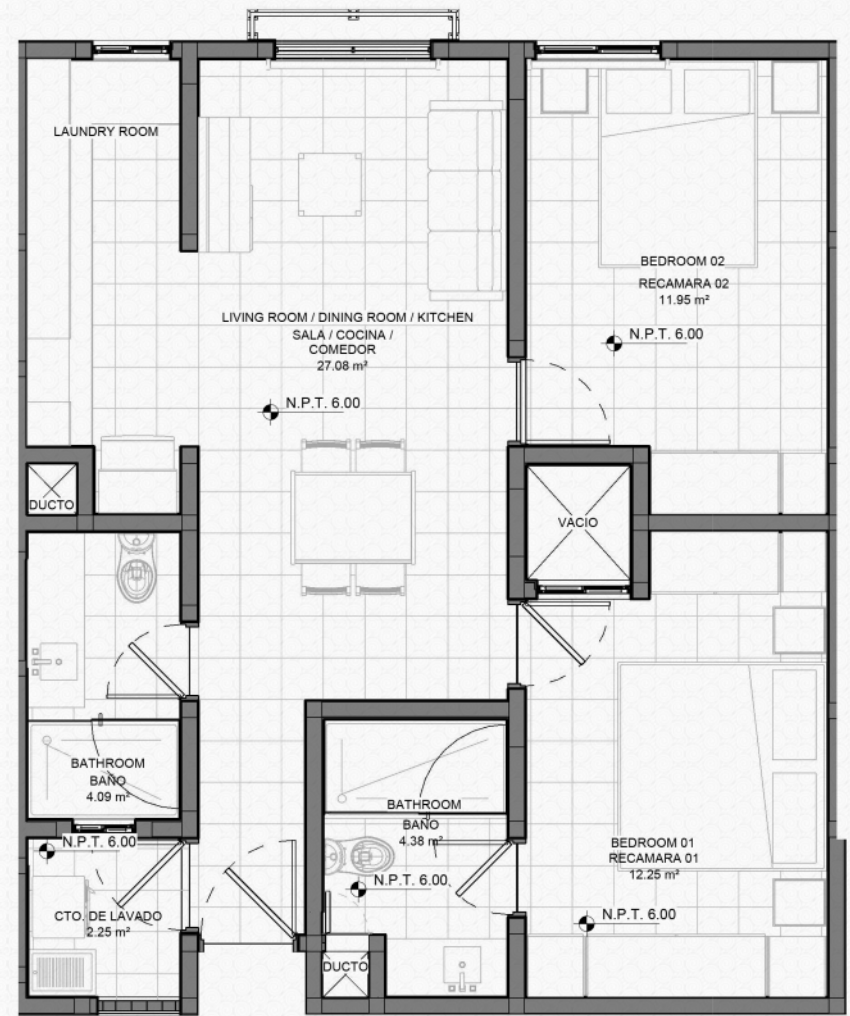 LAUNDRY ROOM
BEDROOM 02
RECAMARA 02
11.95 m²
N.P.T. 6.00
LIVING ROOM / DINING ROOM / KITCHEN
SALA / COCINA /
COMEDOR
27.08 m²
N.P.T. 6.00
DUCTO
VACIO
BATHROOM
BAÑO
4.09 m²
N.P.T. 6.00
CTO. DE LAVADO
2.25 m²
BATHROOM
BAÑO
4.38 m²
N.P.T. 6.00
DUCTO
BEDROOM 01
RECAMARA 01
12.25 m²
N.P.T. 6.00